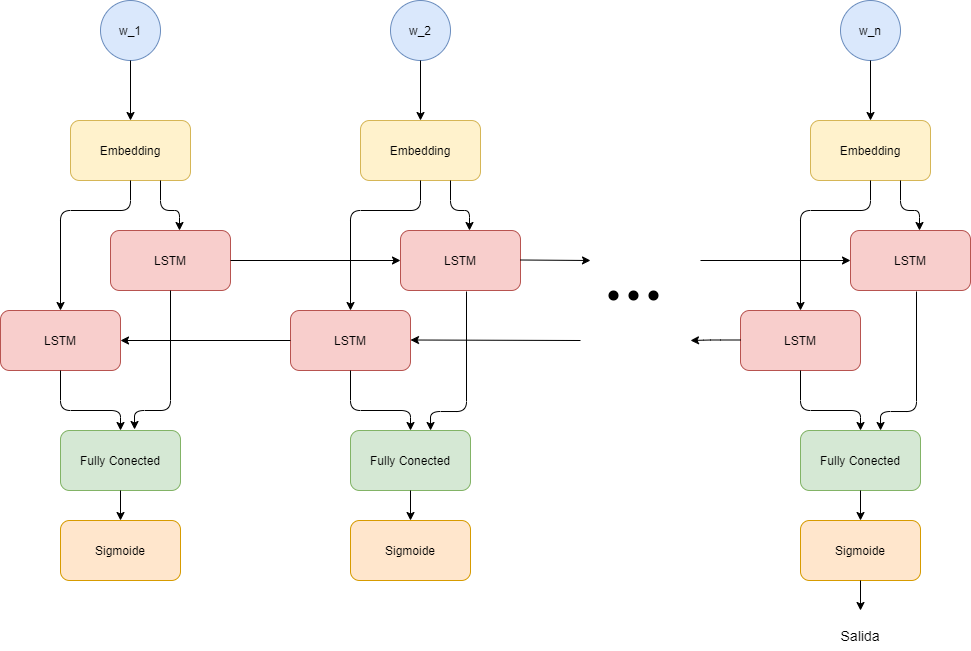 w_1
w_2
w_n
Embedding
Embedding
Embedding
LSTM
LSTM
LSTM
LSTM
LSTM
LSTM
Fully Conected
Fully Conected
Fully Conected
Sigmoide
Sigmoide
Sigmoide
Salida